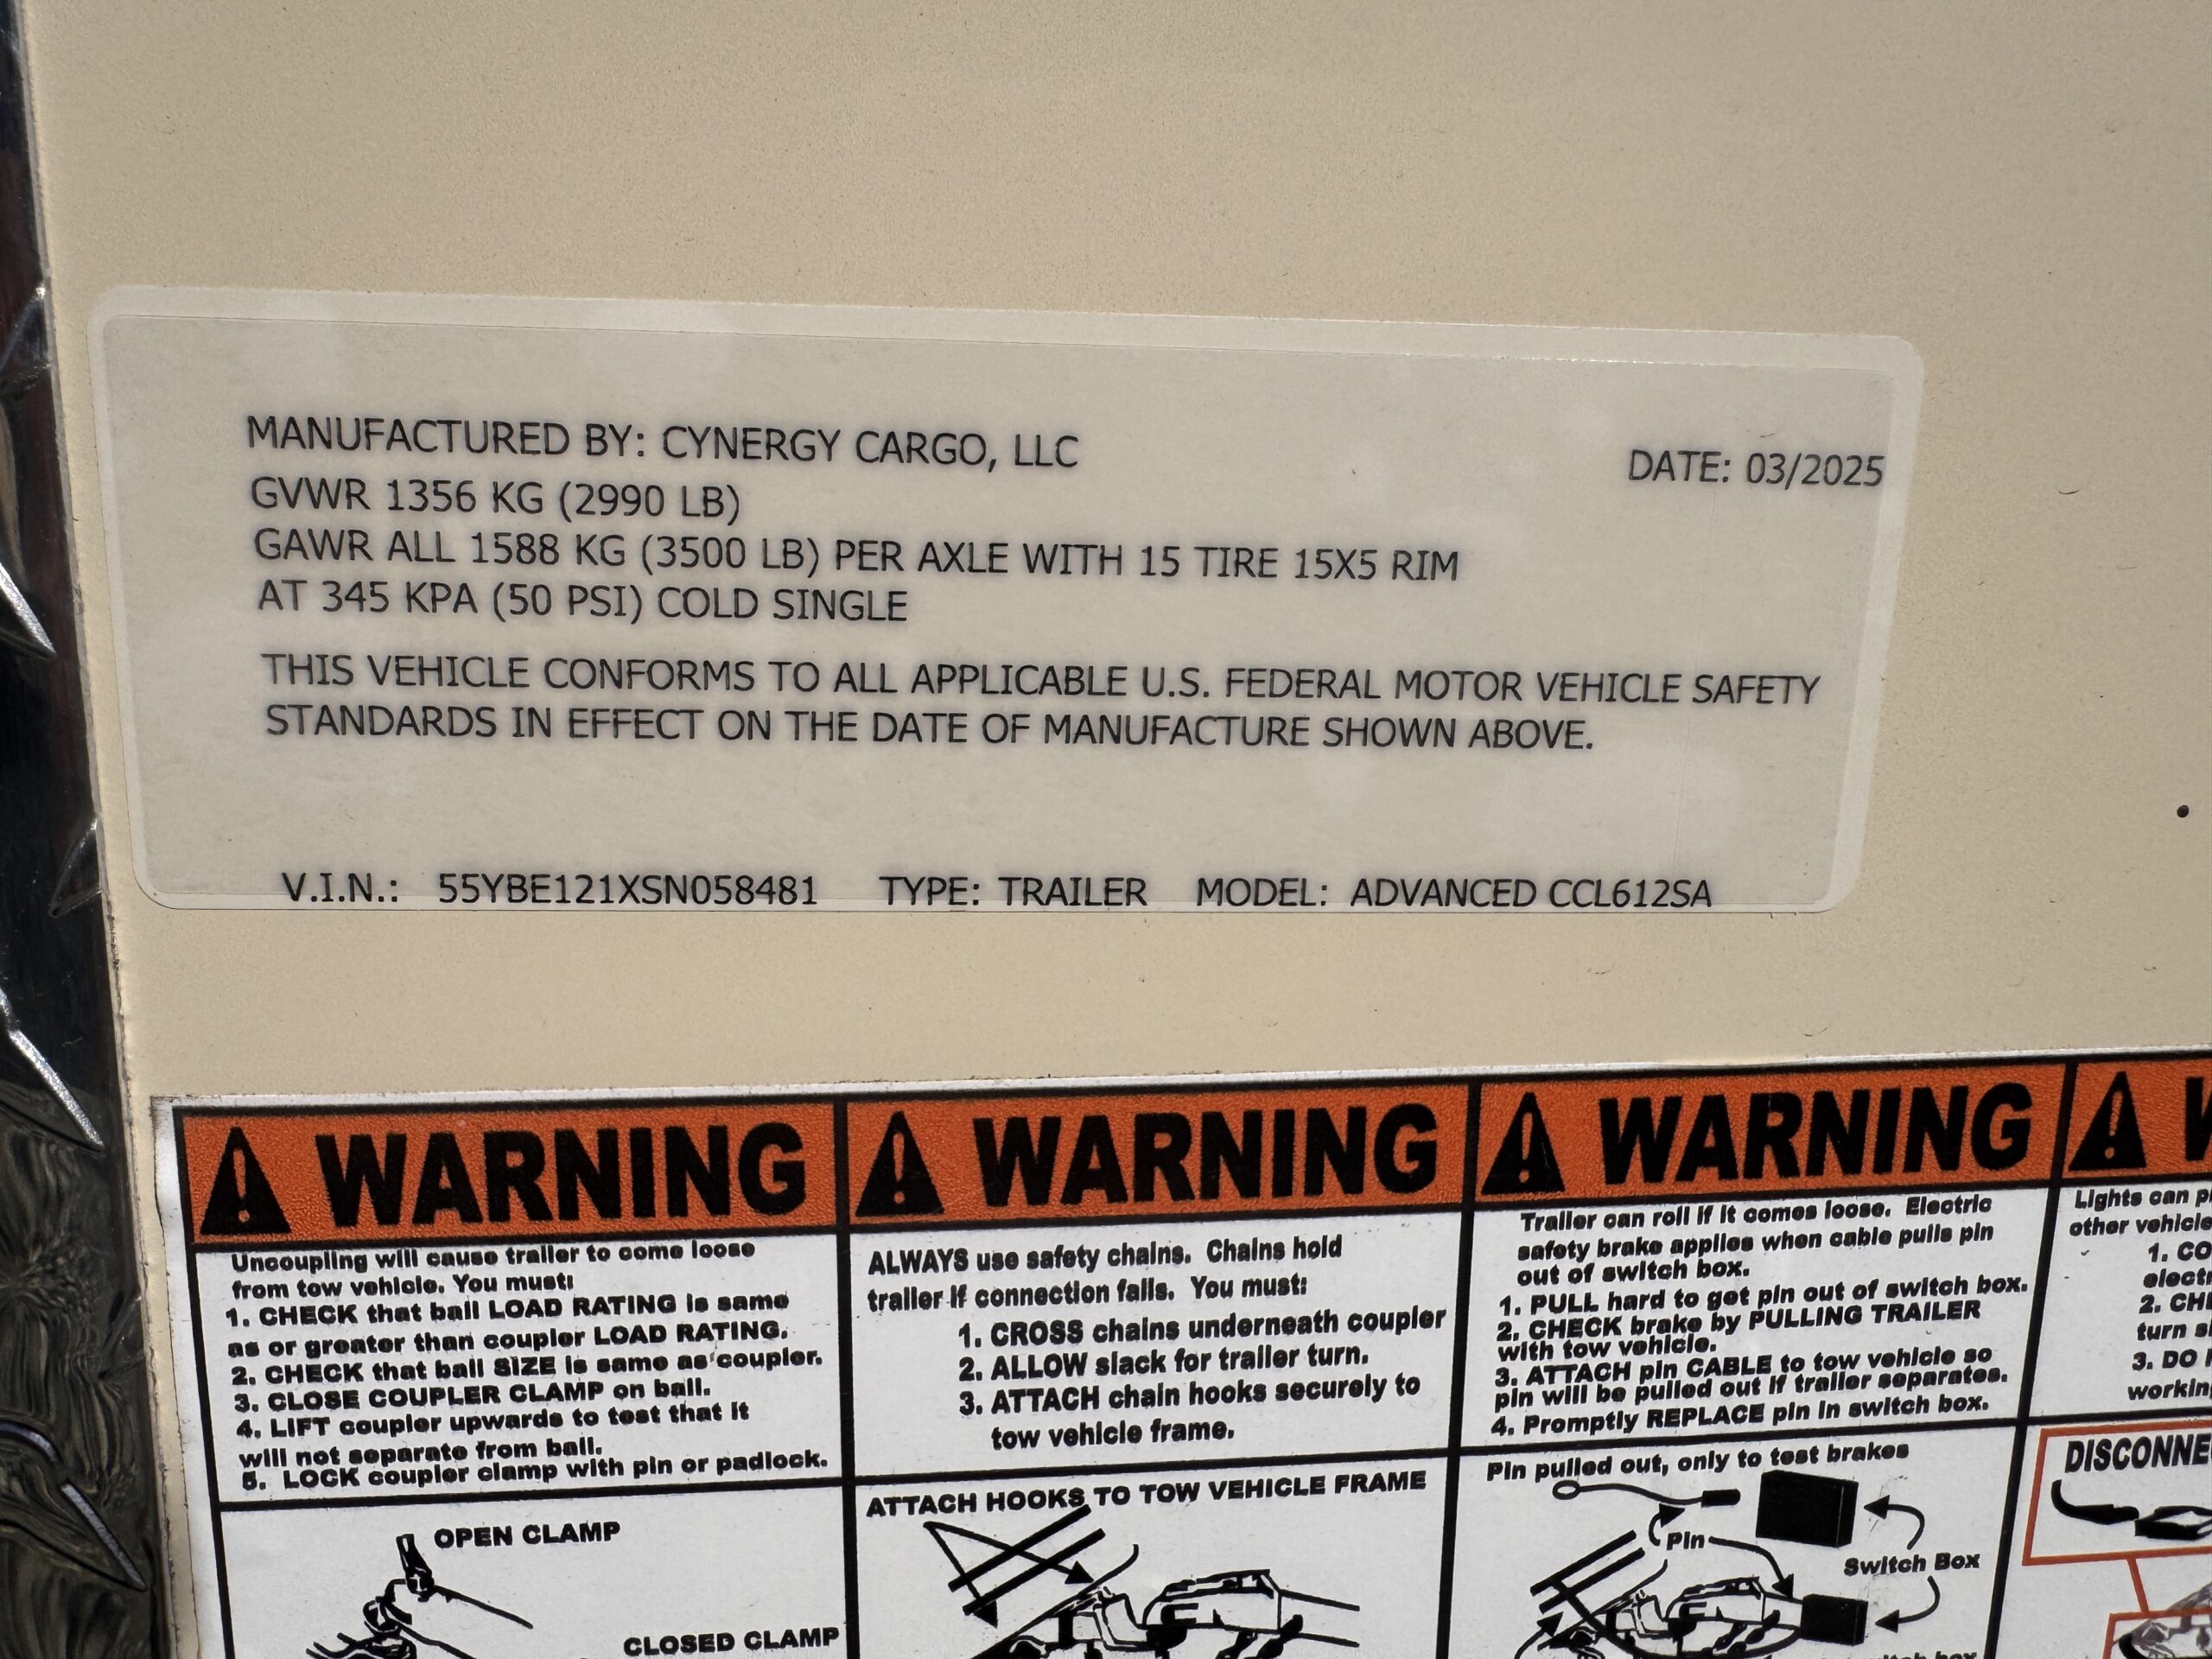 MANUFACTURED BY: CYNERGY CARGO, LLC
DATE: 03/2025
GVWR 1356 KG (2990 LB)
GAWR ALL 1588 KG (3500 LB) PER AXLE WITH 15 TIRE 15X5 RIM
AT 345 KPA (50 PSI) COLD SINGLE
THIS VEHICLE CONFORMS TO ALL APPLICABLE U.S. FEDERAL MOTOR VEHICLE SAFETY
STANDARDS IN EFFECT ON THE DATE OF MANUFACTURE SHOWN ABOVE.
V.I.N.: 55YBE121XSN058481 TYPE: TRAILER MODEL: ADVANCED CCL612SA
WARNING
Uncoupling will cause trailer to come loose
from tow vehicle. You must:
1. CHECK that ball LOAD RATING is same
as or greater than coupler LOAD RATING.
2. CHECK that ball SIZE is same as coupler.
3. CLOSE COUPLER CLAMP on ball.
4. LIFT coupler upwards to test that it
will not separate from ball.
5. LOCK coupler clamp with pin or padlock.
OPEN CLAMP
CLOSED CLAMP
WARNING
ALWAYS use safety chains. Chains hold
trailer if connection fails. You must:
1. CROSS chains underneath coupler
2. ALLOW slack for trailer turn.
3. ATTACH chain hooks securely to
tow vehicle frame.
ATTACH HOOKS TO TOW VEHICLE FRAME
WARNING
Trailer can roll if it comes loose. Electric
safety brake applies when cable pulls pin
out of switch box.
1. PULL hard to get pin out of switch box.
2. CHECK brake by PULLING TRAILER
with tow vehicle.
3. ATTACH pin CABLE to tow vehicle so
pin will be pulled out if trailer separates.
4. Promptly REPLACE pin in switch box.
Pin pulled out, only to test brakes
Pin
Switch Box
Lights can
other
1.
2.
turn
3. DO